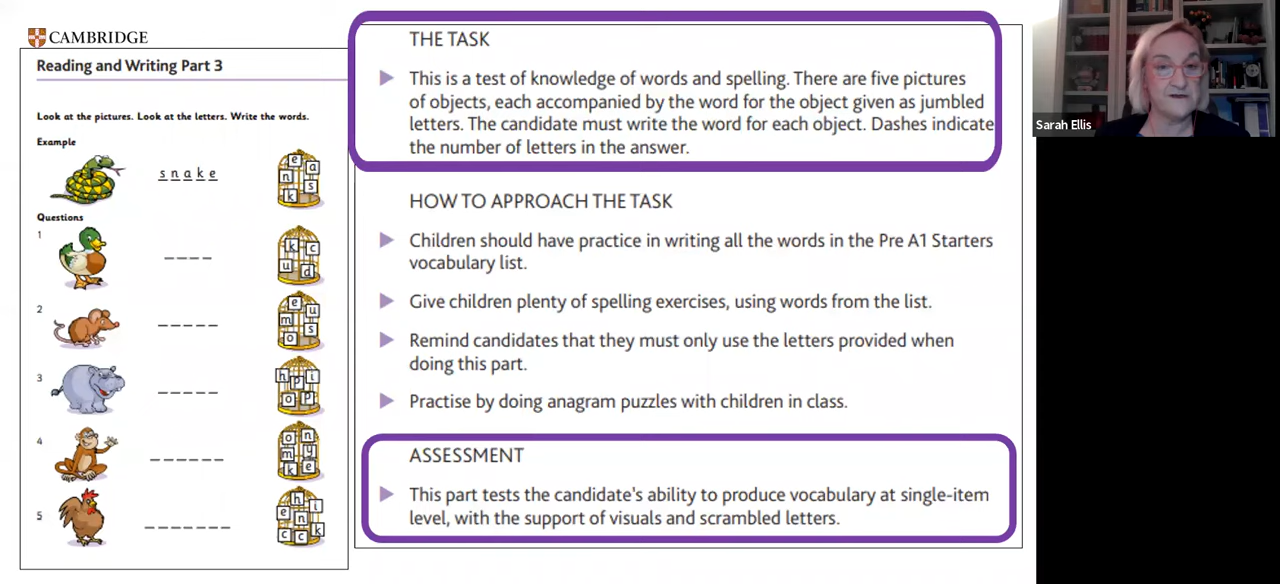 CAMBRIDGE
Reading and Writing Part 3
Look at the pictures. Look at the letters. Write the words.
Example
s n a k e
e
a
n
s
k
Questions
1
_ _ _ _
k
c
u
d
2
_ _ _ _ _
e
u
m
s
o
3
_ _ _ _ _
h
p
i
o
p
4
_ _ _ _ _ _
o
n
m
y
k
e
5
_ _ _ _ _ _ _
h
i
e
n
k
c
c
THE TASK
This is a test of knowledge of words and spelling. There are five pictures
of objects, each accompanied by the word for the object given as jumbled
letters. The candidate must write the word for each object. Dashes indicate
the number of letters in the answer.
HOW TO APPROACH THE TASK
Children should have practice in writing all the words in the Pre A1 Starters
vocabulary list.
Give children plenty of spelling exercises, using words from the list.
Remind candidates that they must only use the letters provided when
doing this part.
Practise by doing anagram puzzles with children in class.
ASSESSMENT
This part tests the candidate's ability to produce vocabulary at single-item
level, with the support of visuals and scrambled letters.
Sarah Ellis